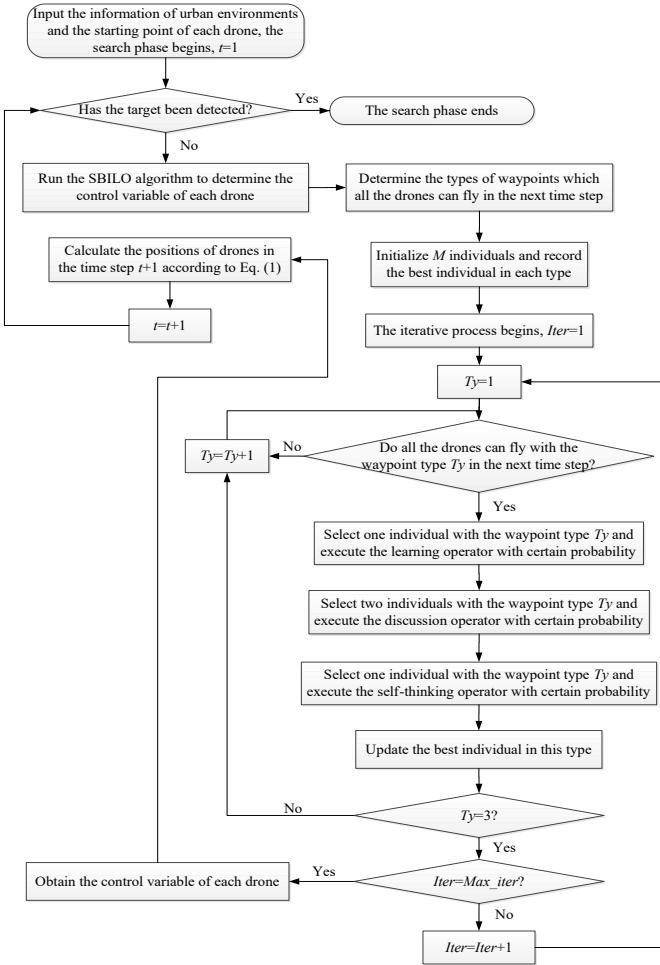 Input the information of urban environments
and the starting point of each drone, the
search phase begins, t=1
Has the target been detected?
Yes
The search phase ends
No
Run the SBILO algorithm to determine the
control variable of each drone
Determine the types of waypoints which
all the drones can fly in the next time step
Calculate the positions of drones in
the time step t+1 according to Eq. (1)
t=t+1
Initialize M individuals and record
the best individual in each type
The iterative process begins, Iter=1
Ty=1
Do all the drones can fly with the
waypoint type Ty in the next time step?
No
Ty=Ty+1
Yes
Select one individual with the waypoint type Ty and
execute the learning operator with certain probability
Select two individuals with the waypoint type Ty and
execute the discussion operator with certain probability
Select one individual with the waypoint type Ty and
execute the self-thinking operator with certain probability
Update the best individual in this type
Ty=3?
No
Yes
Iter=Max_iter?
Yes
Obtain the control variable of each drone
No
Iter=Iter+1